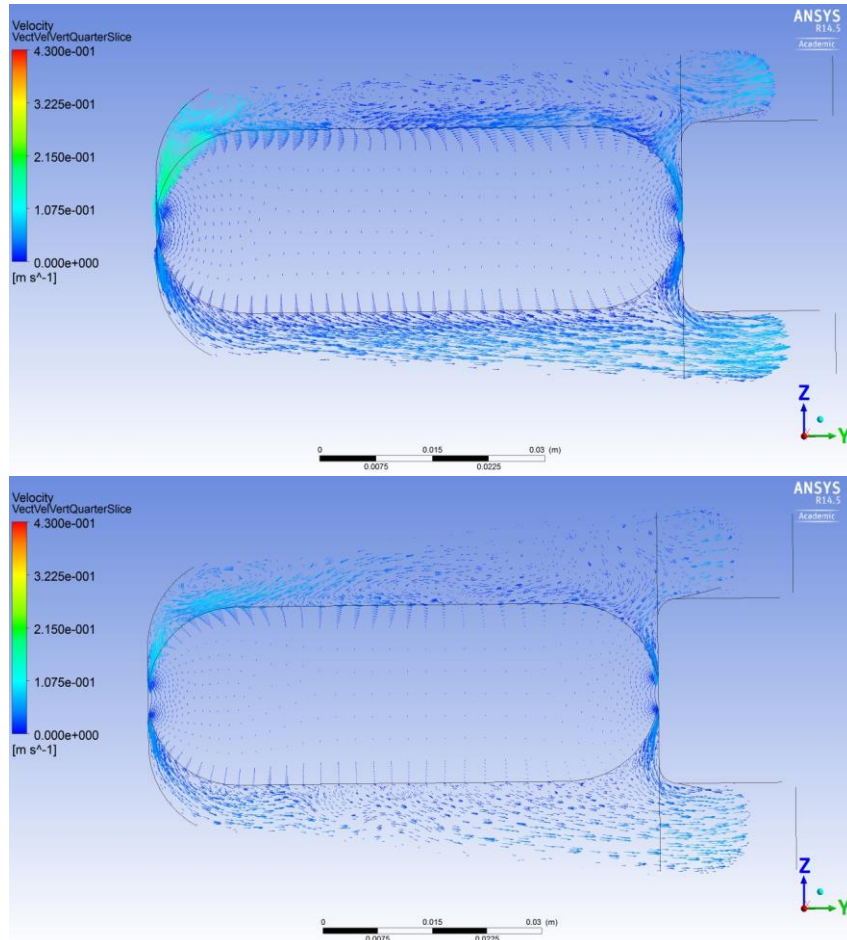 Velocity
VectVelVertQuarterSlice
4.300e-001
3.225e-001
2.150e-001
1.075e-001
0.000e+000
[m s^-1]
ANSYS
R14.5
Academic
Z
Y
0 0.015 0.03 (m)
0.0075 0.0225
Velocity
VectVelVertQuarterSlice
4.300e-001
3.225e-001
2.150e-001
1.075e-001
0.000e+000
[m s^-1]
ANSYS
R14.5
Academic
Z
Y
0 0.015 0.03 (m)
0.0075 0.0225